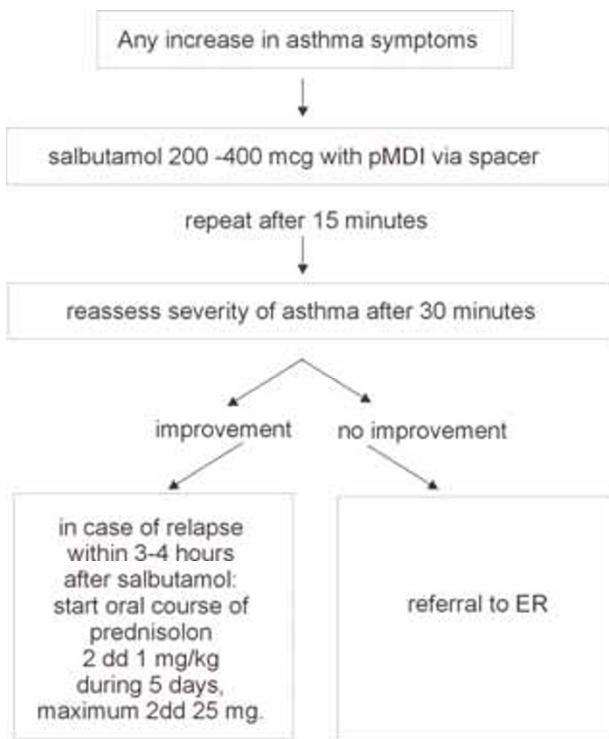 Any increase in asthma symptoms
salbutamol 200 -400 mcg with pMDI via spacer
repeat after 15 minutes
reassess severity of asthma after 30 minutes
improvement
no improvement
in case of relapse
within 3-4 hours
after salbutamol:
start oral course of
prednisolon
2 dd 1 mg/kg
during 5 days,
maximum 2dd 25 mg.
referral to ER